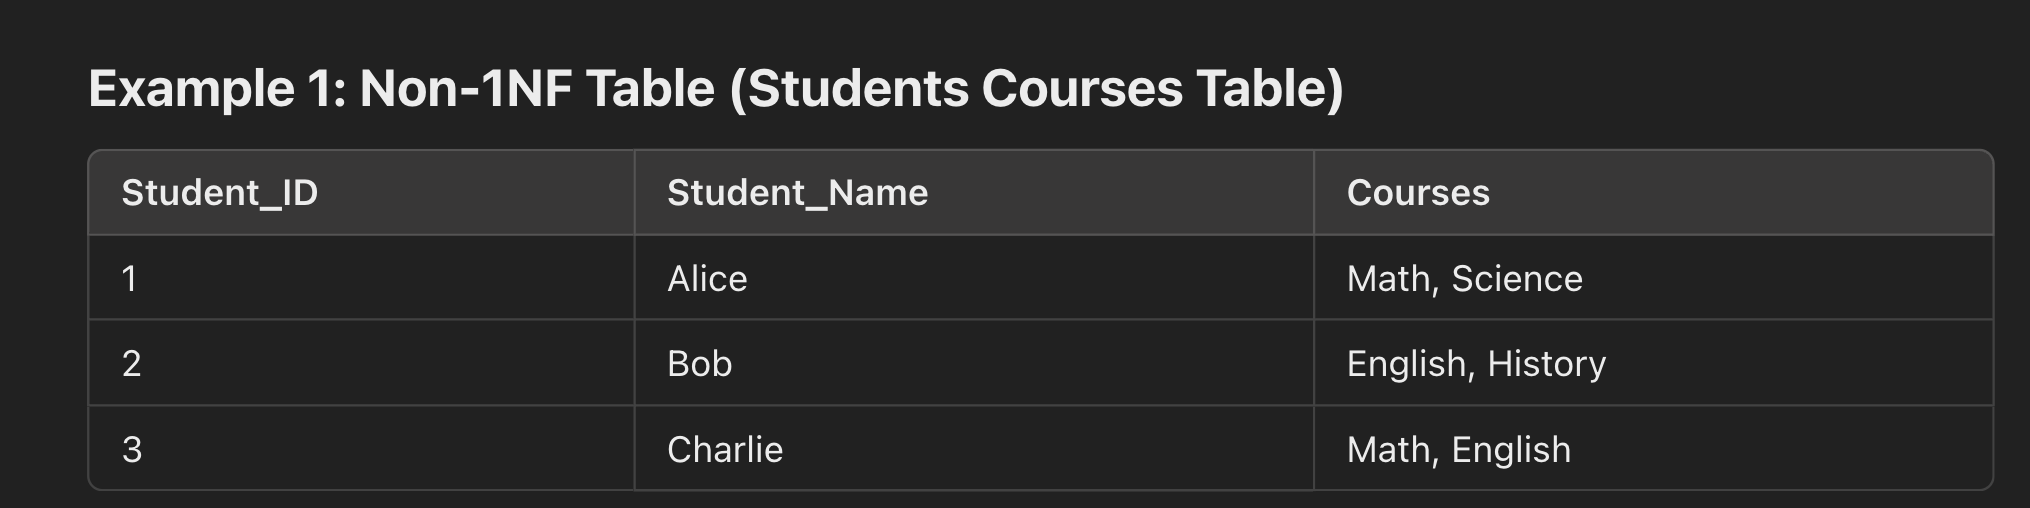 Example 1: Non-1NF Table (Students Courses Table)
Student_ID Student_Name Courses
1 Alice Math, Science
2 Bob English, History
3 Charlie Math, English